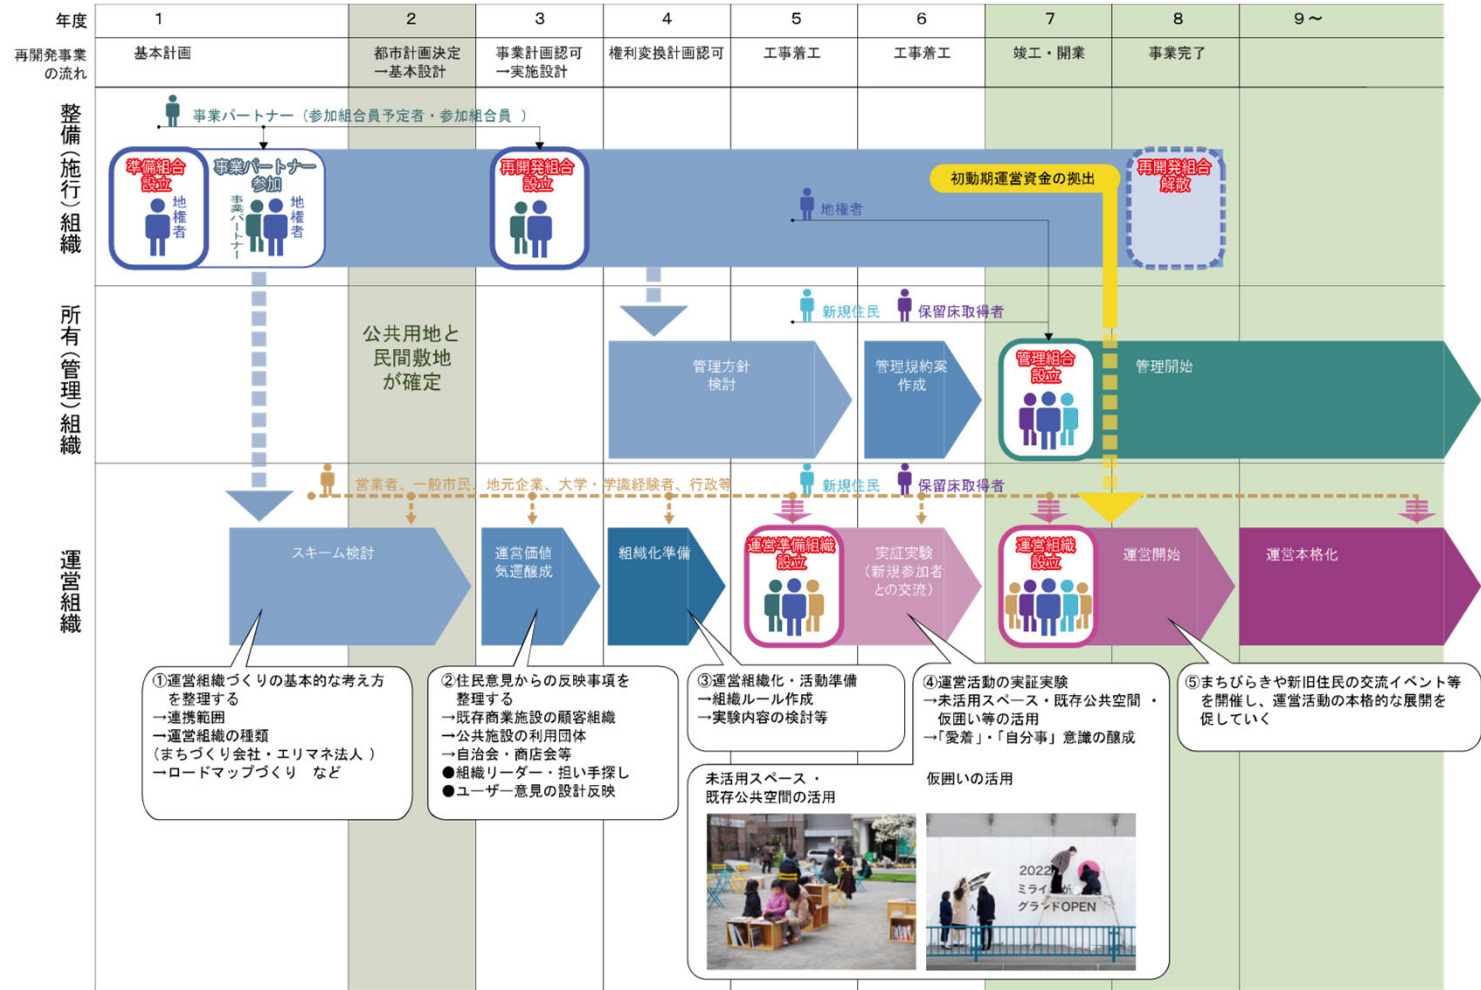 年度
1
2
3
4
5
6
7
8
9～
再開発事業
の流れ
基本計画
都市計画決定
→基本設計
事業計画認可
→実施設計
権利変換計画認可
工事着工
工事着工
竣工・開業
事業完了
整備（施行）組織
事業パートナー（参加組合員予定者・参加組合員 ）
準備組合
設立
地権者
事業パートナー
参加
事業パートナー
地権者
再開発組合
設立
地権者
初動期運営資金の拠出
再開発組合
解散
所有（管理）組織
公共用地と
民間敷地
が確定
新規住民
保留床取得者
管理方針
検討
管理規約案
作成
管理組合
設立
管理開始
運営組織
営業者、一般市民、地元企業、大学・学識経験者、行政等
新規住民
保留床取得者
スキーム検討
運営価値
気運醸成
組織化準備
運営準備組織
設立
実証実験
（新規参加者
との交流）
運営組織
設立
運営開始
運営本格化
①運営組織づくりの基本的な考え方
を整理する
→連携範囲
→運営組織の種類
(まちづくり会社・エリマネ法人 )
→ロードマップづくり など
②住民意見からの反映事項を
整理する
→既存商業施設の顧客組織
→公共施設の利用団体
→自治会・商店会等
●組織リーダー・担い手探し
●ユーザー意見の設計反映
③運営組織化・活動準備
→組織ルール作成
→実験内容の検討等
④運営活動の実証実験
→未活用スペース・既存公共空間 ・
仮囲い等の活用
→「愛着」・「自分事」意識の醸成
⑤まちびらきや新旧住民の交流イベント等
を開催し、運営活動の本格的な展開を
促していく
未活用スペース ・
既存公共空間の活用
仮囲いの活用
2022
ミライ
が
グランドOPEN